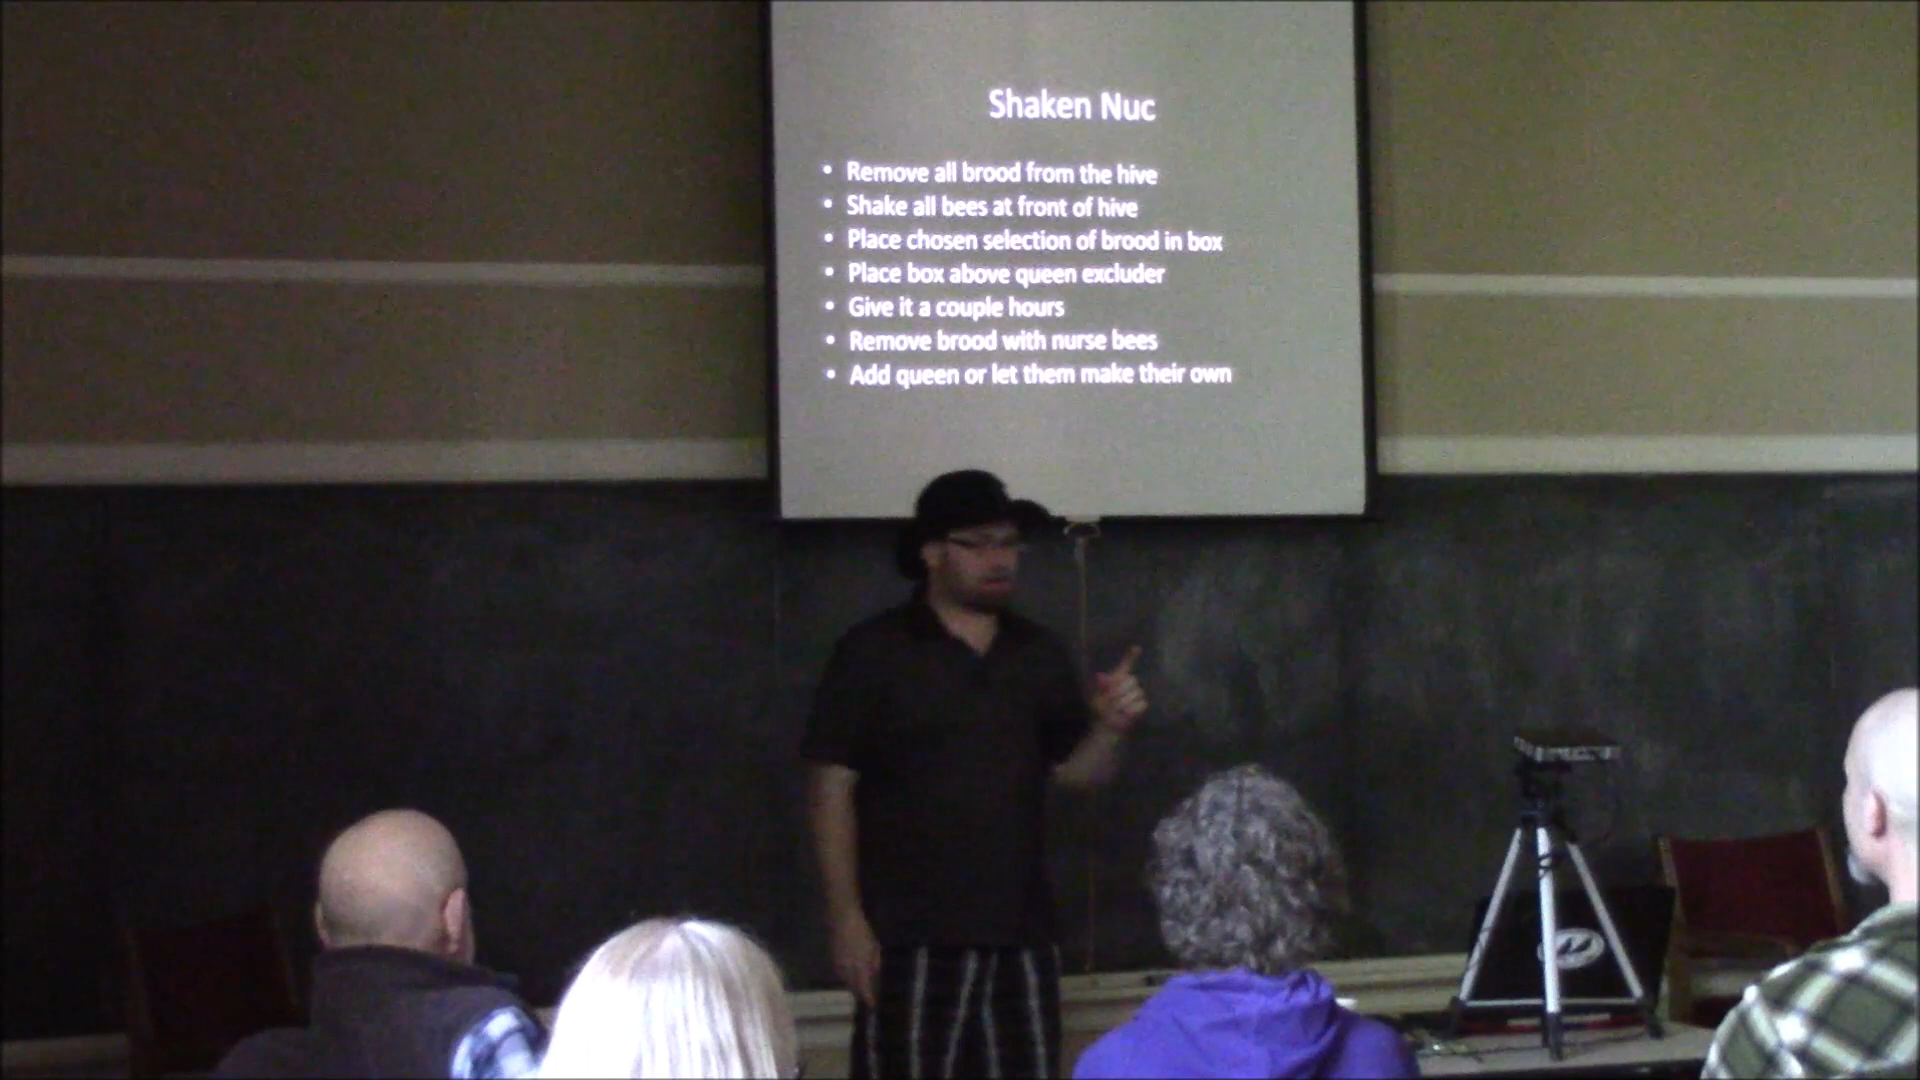 Shaken Nuc
• Remove all brood from the hive
• Shake all bees at front of hive
• Place chosen selection of brood in box
• Place box above queen excluder
• Give it a couple hours
• Remove brood with nurse bees
• Add queen or let them make their own